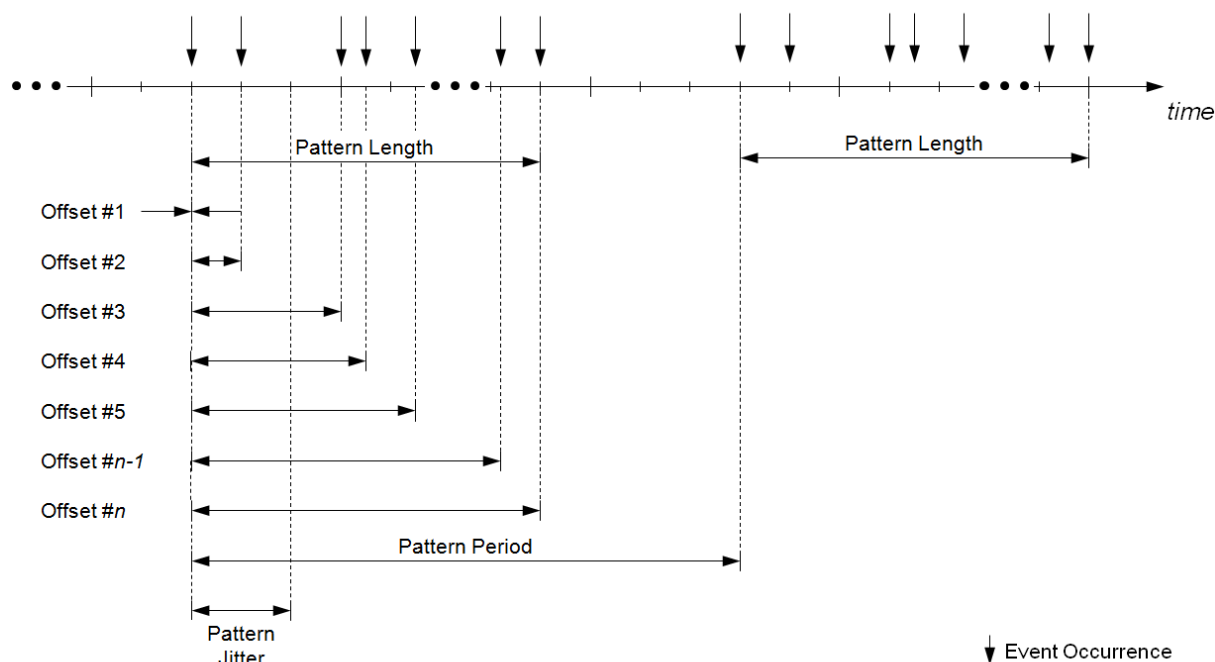 time
Pattern Length
Pattern Length
Offset #1
Offset #2
Offset #3
Offset #4
Offset #5
Offset #n-1
Offset #n
Pattern Period
Pattern
Jitter
Event Occurrence